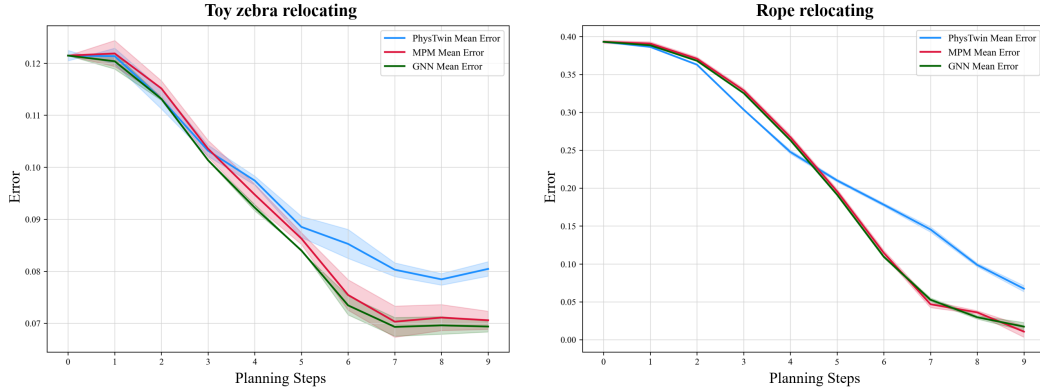 Toy zebra relocating
PhysTwin Mean Error
MPM Mean Error
GNN Mean Error
0.12
0.11
0.10
0.09
0.08
0.07
Error
0 1 2 3 4 5 6 7 8 9
Planning Steps
Rope relocating
PhysTwin Mean Error
MPM Mean Error
GNN Mean Error
0.40
0.35
0.30
0.25
0.20
0.15
0.10
0.05
0.00
Error
0 1 2 3 4 5 6 7 8 9
Planning Steps